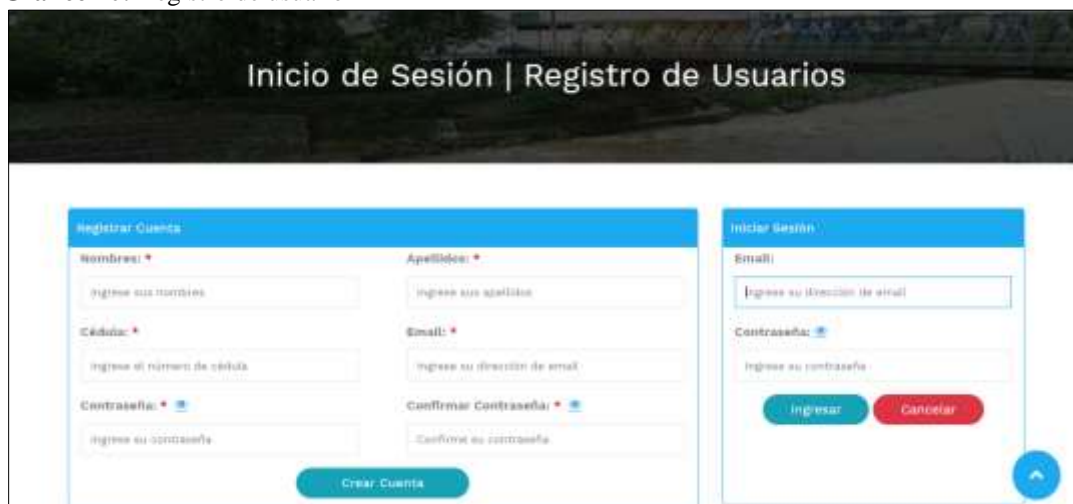 Inicio de Sesión | Registro de Usuarios
Registrar Cuenta
Nombres: *
Apellidos: *
Ingrese sus nombres
Ingrese sus apellidos
Cédula: *
Email: *
Ingrese el número de cédula
Ingrese su dirección de email
Contraseña: *
Confirmar Contraseña: *
Ingrese su contraseña
Confirme su contraseña
Crear Cuenta
Iniciar Sesión
Email:
Ingrese su dirección de email
Contraseña:
Ingrese su contraseña
Ingresar
Cancelar